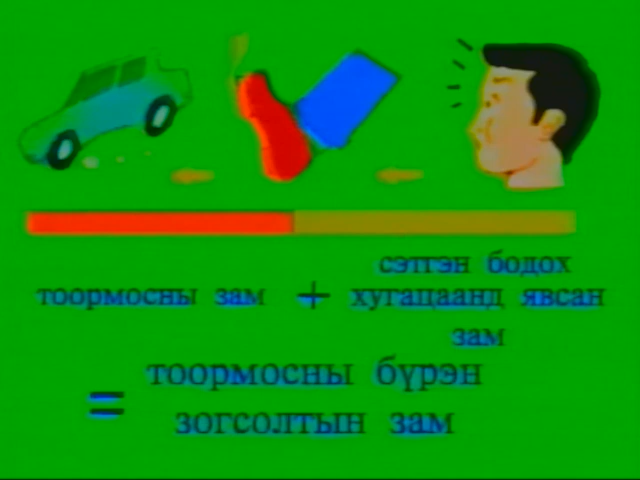 сэтгэн бодох
тоормосны зам + хугацаанд явсан
зам
= тоормосны бүрэн
зогсолтын зам